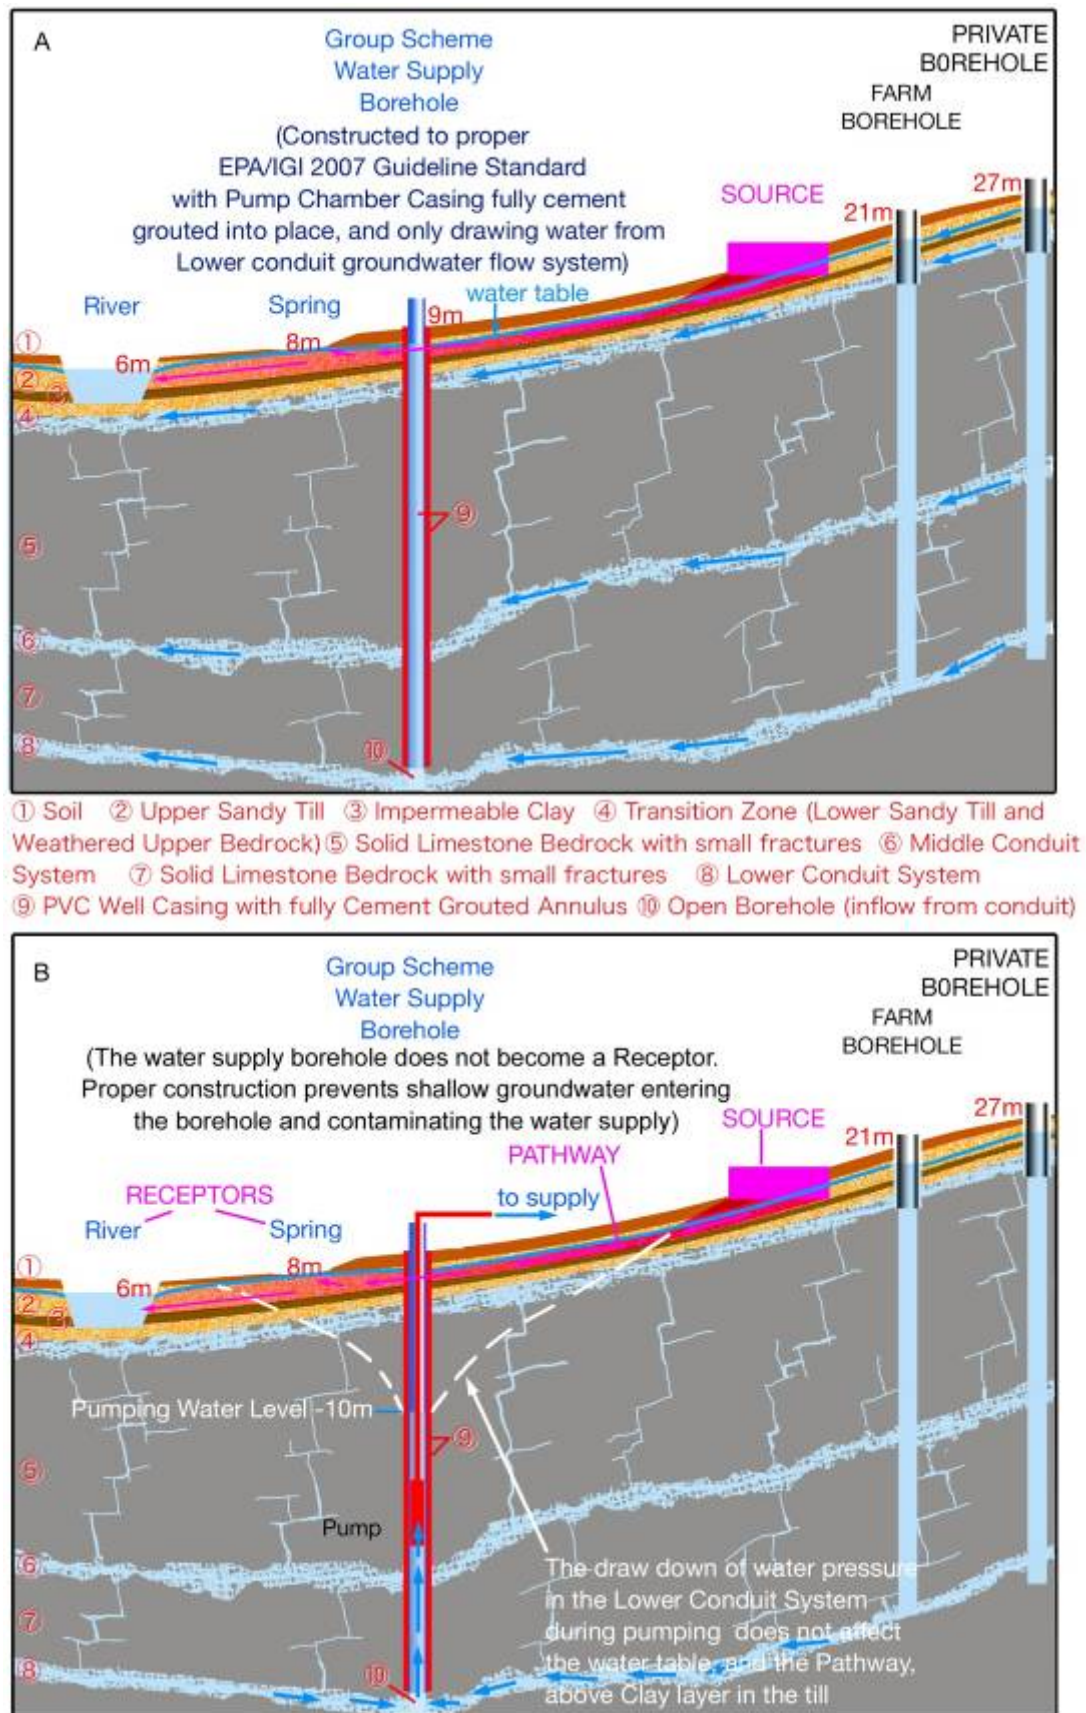 A
Group Scheme
Water Supply
Borehole
(Constructed to proper
EPA/IGI 2007 Guideline Standard
with Pump Chamber Casing fully cement
grouted into place, and only drawing water from
Lower conduit groundwater flow system)
PRIVATE
B0REHOLE
FARM
BOREHOLE
SOURCE
27m
21m
water table
River
Spring
9m
8m
6m
①
②
③
④
⑤
⑥
⑦
⑧
⑨
⑩
① Soil ② Upper Sandy Till ③ Impermeable Clay ④ Transition Zone (Lower Sandy Till and
Weathered Upper Bedrock) ⑤ Solid Limestone Bedrock with small fractures ⑥ Middle Conduit
System ⑦ Solid Limestone Bedrock with small fractures ⑧ Lower Conduit System
⑨ PVC Well Casing with fully Cement Grouted Annulus ⑩ Open Borehole (inflow from conduit)
B
Group Scheme
Water Supply
Borehole
(The water supply borehole does not become a Receptor.
Proper construction prevents shallow groundwater entering
the borehole and contaminating the water supply)
PRIVATE
B0REHOLE
FARM
BOREHOLE
SOURCE
27m
21m
PATHWAY
RECEPTORS
to supply
River
Spring
8m
6m
①
②
③
④
Pumping Water Level -10m
⑨
⑤
Pump
⑥
⑦
⑧
⑩
The draw down of water pressure
in the Lower Conduit System
during pumping does not affect
the water table, and the Pathway,
above Clay layer in the till